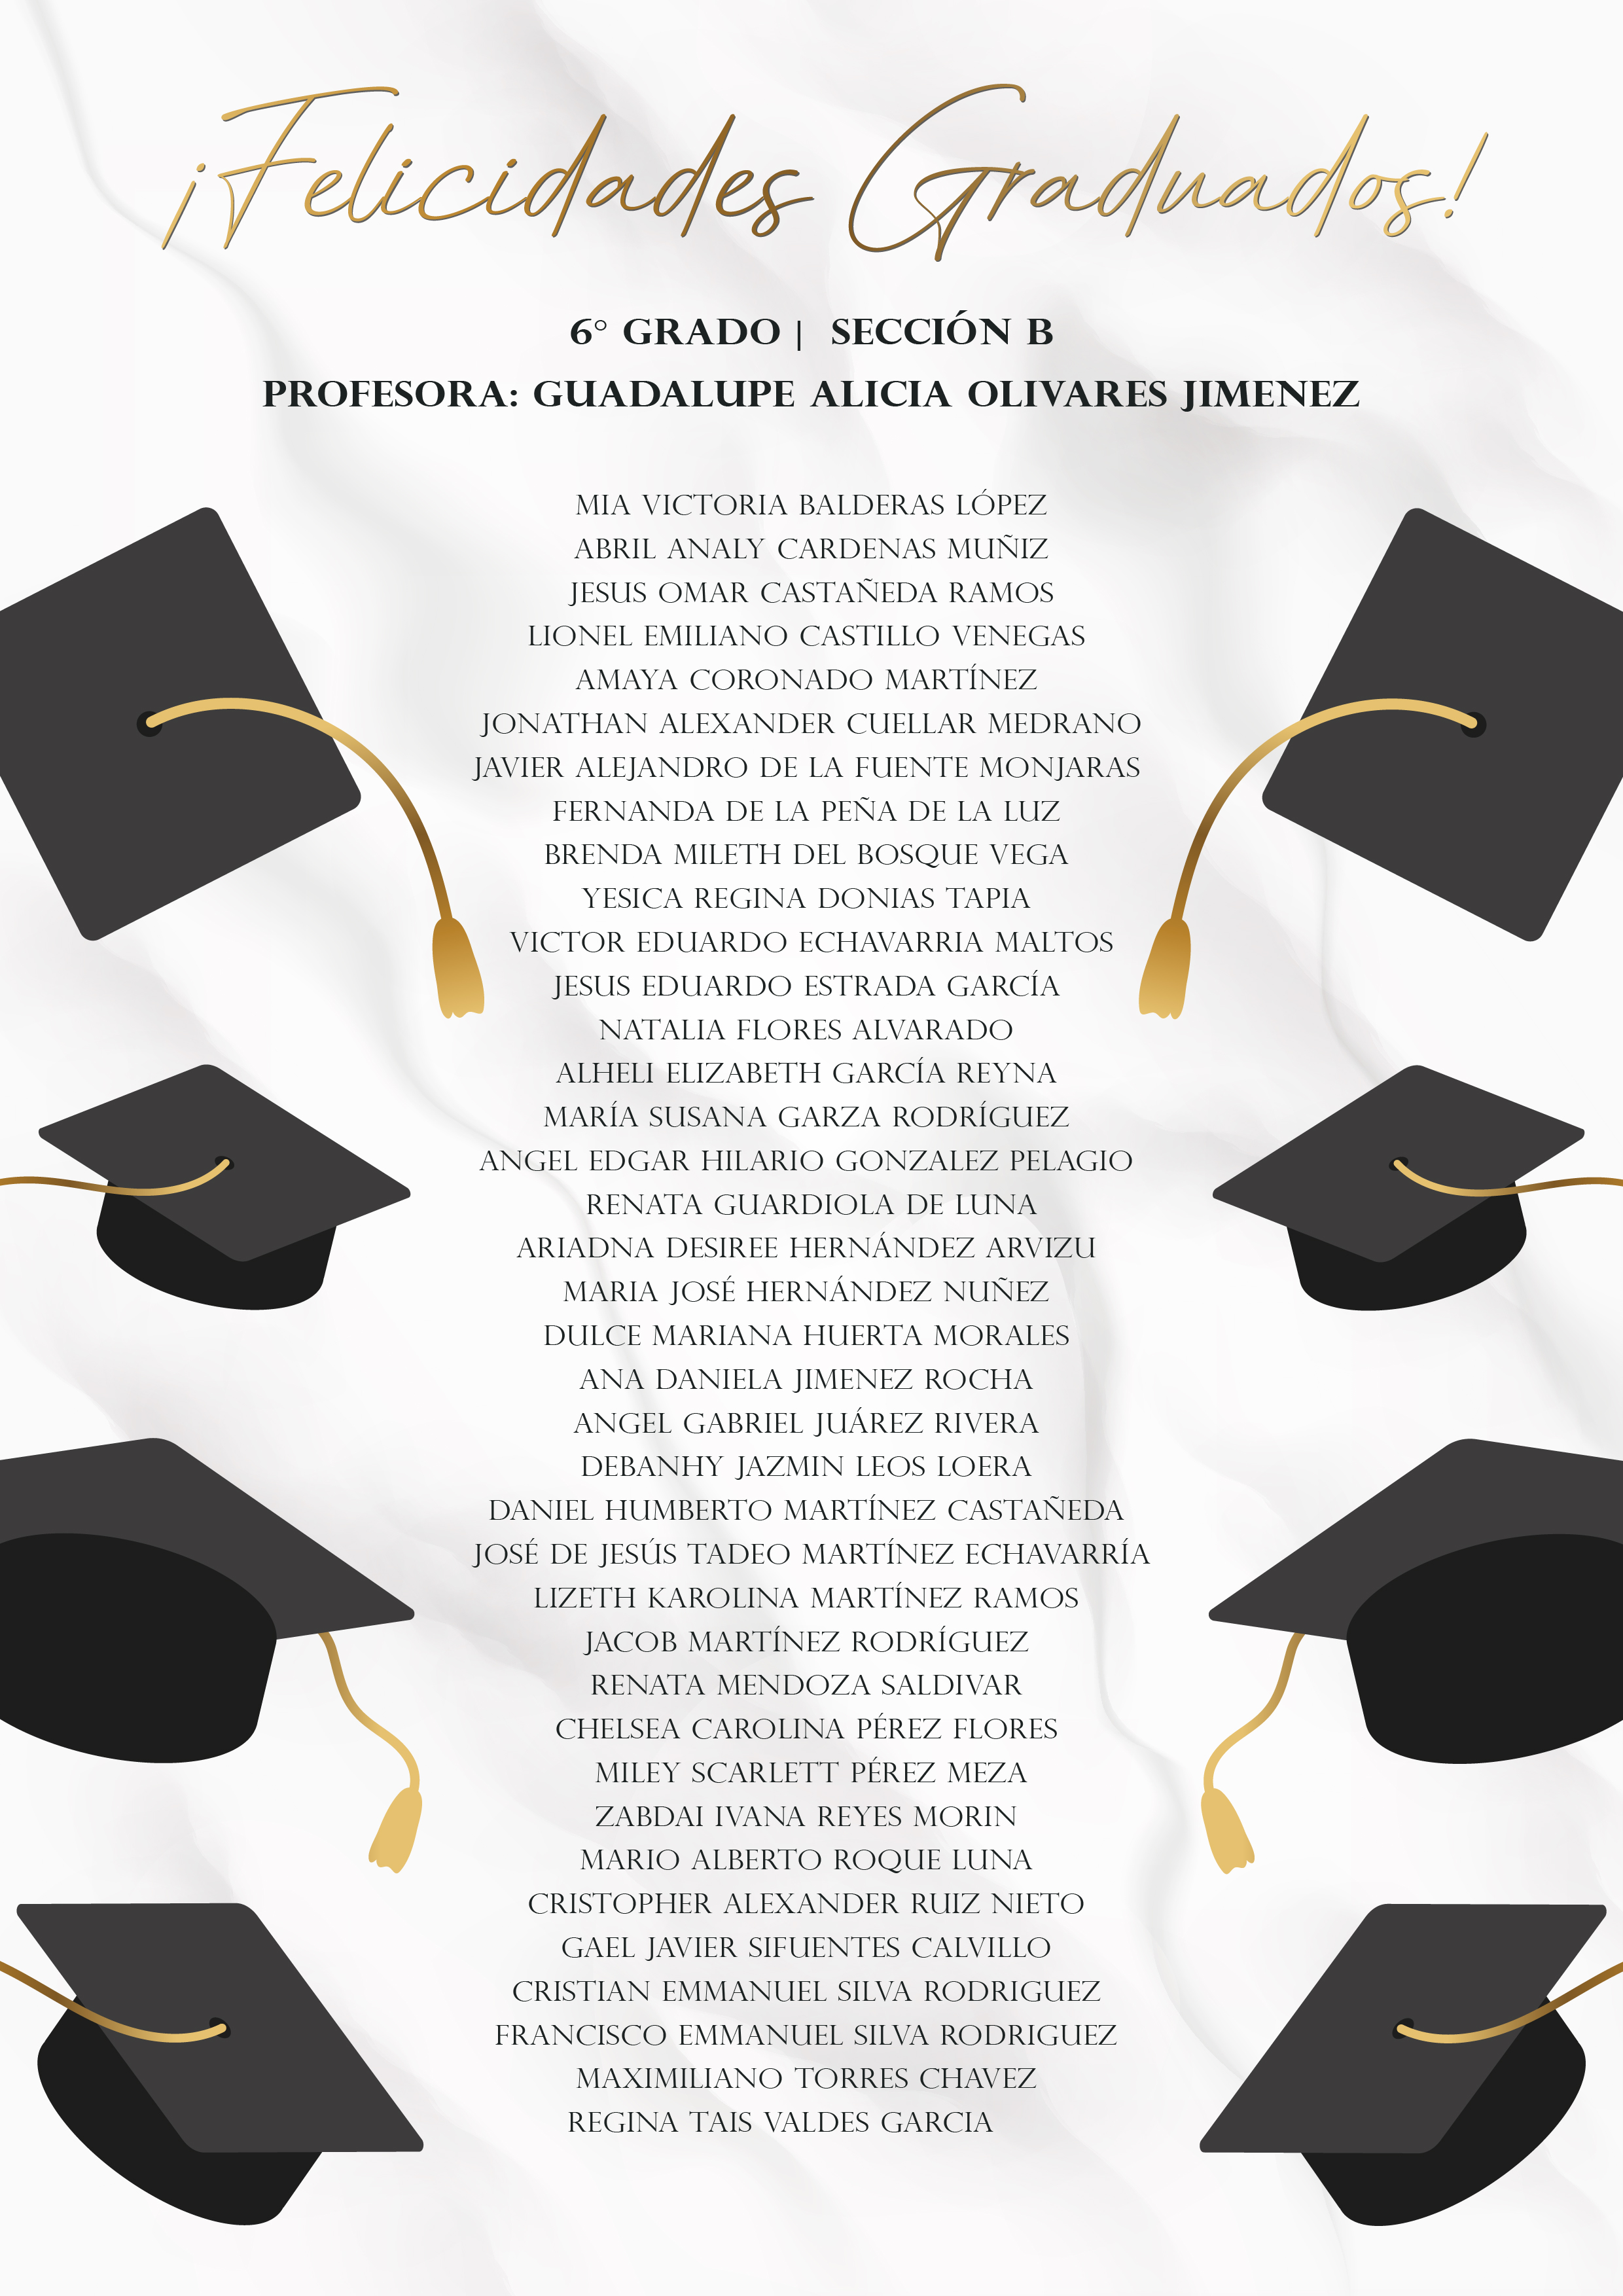 ¡Felicidades Graduados!
6° GRADO | SECCIÓN B
PROFESORA: GUADALUPE ALICIA OLIVARES JIMENEZ
MIA VICTORIA BALDERAS LÓPEZ
ABRIL ANALY CARDENAS MUÑIZ
JESUS OMAR CASTAÑEDA RAMOS
LIONEL EMILIANO CASTILLO VENEGAS
AMAYA CORONADO MARTÍNEZ
JONATHAN ALEXANDER CUELLAR MEDRANO
JAVIER ALEJANDRO DE LA FUENTE MONJARAS
FERNANDA DE LA PEÑA DE LA LUZ
BRENDA MILETH DEL BOSQUE VEGA
YESICA REGINA DONIAS TAPIA
VICTOR EDUARDO ECHAVARRIA MALTOS
JESUS EDUARDO ESTRADA GARCÍA
NATALIA FLORES ALVARADO
ALHELI ELIZABETH GARCÍA REYNA
MARÍA SUSANA GARZA RODRÍGUEZ
ANGEL EDGAR HILARIO GONZALEZ PELAGIO
RENATA GUARDIOLA DE LUNA
ARIADNA DESIREE HERNÁNDEZ ARVIZU
MARIA JOSÉ HERNÁNDEZ NUÑEZ
DULCE MARIANA HUERTA MORALES
ANA DANIELA JIMENEZ ROCHA
ANGEL GABRIEL JUÁREZ RIVERA
DEBANHY JAZMIN LEOS LOERA
DANIEL HUMBERTO MARTÍNEZ CASTAÑEDA
JOSÉ DE JESÚS TADEO MARTÍNEZ ECHAVARRÍA
LIZETH KAROLINA MARTÍNEZ RAMOS
JACOB MARTÍNEZ RODRÍGUEZ
RENATA MENDOZA SALDIVAR
CHELSEA CAROLINA PÉREZ FLORES
MILEY SCARLETT PÉREZ MEZA
ZABDAI IVANA REYES MORIN
MARIO ALBERTO ROQUE LUNA
CRISTOPHER ALEXANDER RUIZ NIETO
GAEL JAVIER SIFUENTES CALVILLO
CRISTIAN EMMANUEL SILVA RODRIGUEZ
FRANCISCO EMMANUEL SILVA RODRIGUEZ
MAXIMILIANO TORRES CHAVEZ
REGINA TAIS VALDES GARCIA